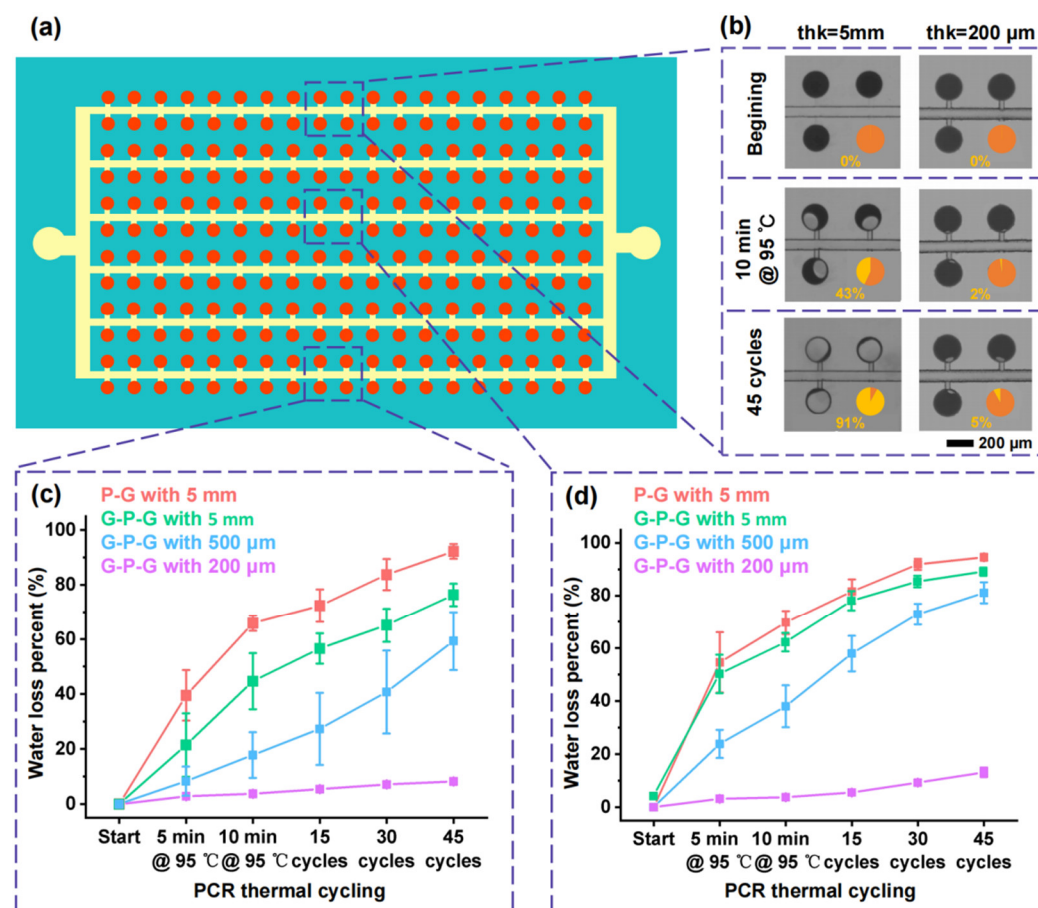 (a)
(b)
thk=5mm
thk=200 μm
Begining
0%
0%
10 min
@ 95 ℃
43%
2%
45 cycles
91%
5%
200 μm
(c)
P-G with 5 mm
G-P-G with 5 mm
G-P-G with 500 μm
G-P-G with 200 μm
Water loss percent (%)
100
80
60
40
20
0
Start
5 min
@ 95 ℃
10 min
@ 95 ℃
15
cycles
30
cycles
45
cycles
PCR thermal cycling
(d)
P-G with 5 mm
G-P-G with 5 mm
G-P-G with 500 μm
G-P-G with 200 μm
Water loss percent (%)
100
80
60
40
20
0
Start
5 min
@ 95 ℃
10 min
@ 95 ℃
15
cycles
30
cycles
45
cycles
PCR thermal cycling